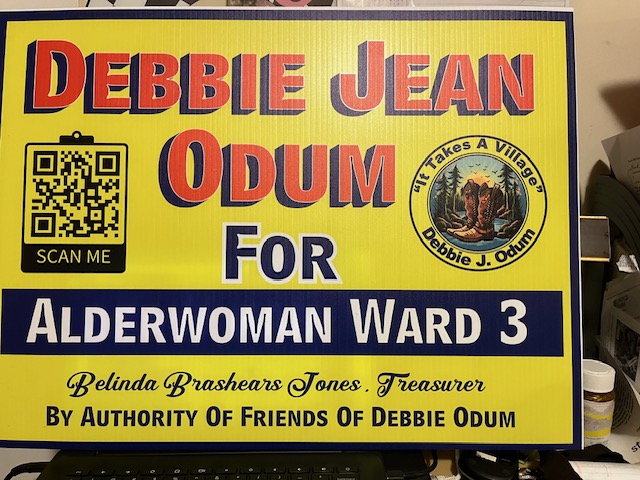 DEBBIE JEAN
ODUM
"It Takes A Village"
Debbie J. Odum
SCAN ME
FOR
ALDERWOMAN WARD 3
Belinda Brashears Jones . Treasurer
BY AUTHORITY OF FRIENDS OF DEBBIE ODUM